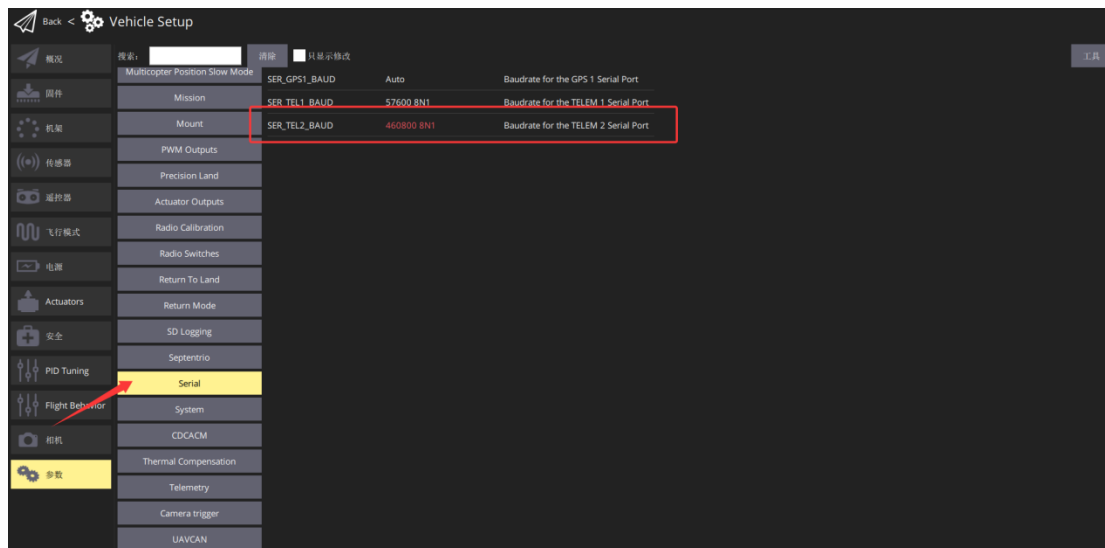 Back < Vehicle Setup
概况
固件
机架
传感器
遥控器
飞行模式
电源
Actuators
安全
PID Tuning
Flight Behavior
相机
参数
搜索:
清除
只显示修改
工具
Multicopter Position Slow Mode
Mission
Mount
PWM Outputs
Precision Land
Actuator Outputs
Radio Calibration
Radio Switches
Return To Land
Return Mode
SD Logging
Septentrio
Serial
System
CDCACM
Thermal Compensation
Telemetry
Camera trigger
UAVCAN
SER_GPS1_BAUD Auto Baudrate for the GPS 1 Serial Port
SER_TEL1_BAUD 57600 8N1 Baudrate for the TELEM 1 Serial Port
SER_TEL2_BAUD 460800 8N1 Baudrate for the TELEM 2 Serial Port